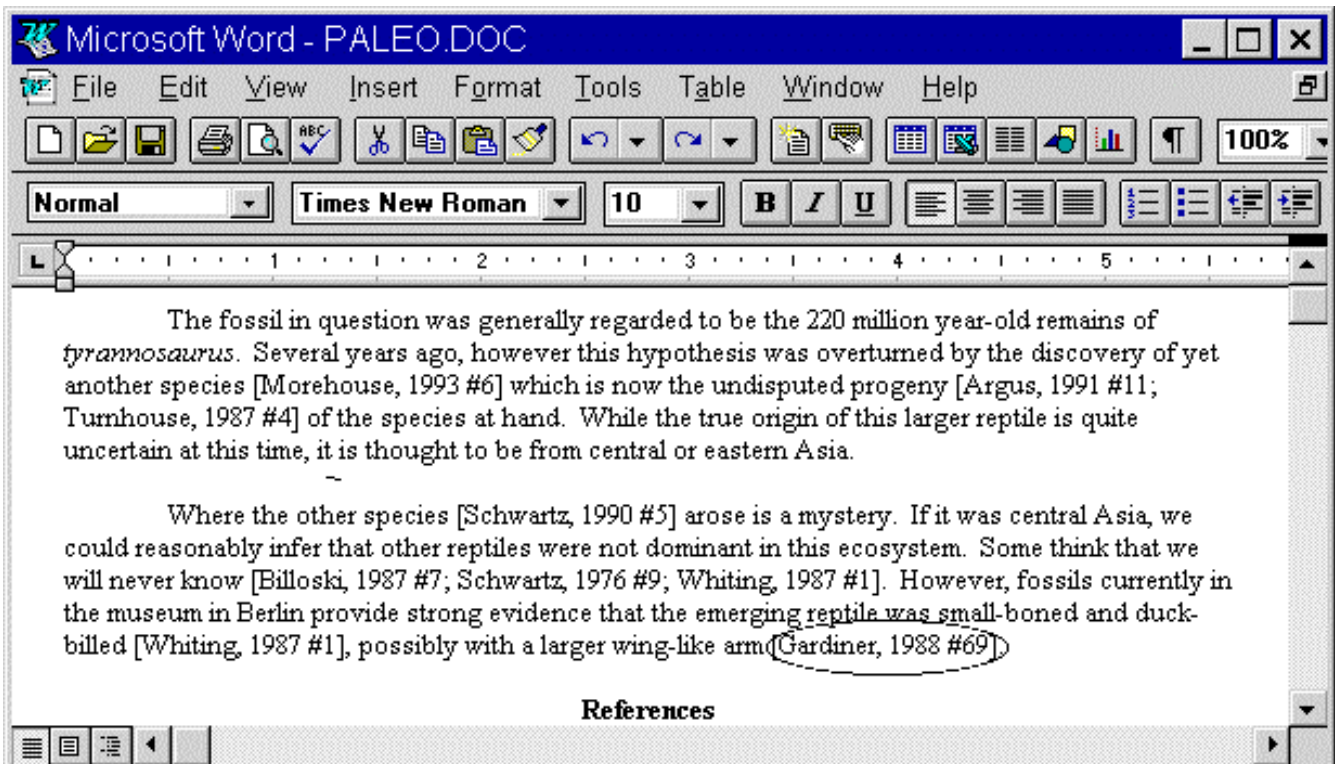 Microsoft Word - PALEO.DOC
File Edit View Insert Format Tools Table Window Help
ABC 100%
Normal Times New Roman 10 B I U
1 2 3 4 5
The fossil in question was generally regarded to be the 220 million year-old remains of
tyrannosaurus. Several years ago, however this hypothesis was overturned by the discovery of yet
another species [Morehouse, 1993 #6] which is now the undisputed progeny [Argus, 1991 #11;
Turnhouse, 1987 #4] of the species at hand. While the true origin of this larger reptile is quite
uncertain at this time, it is thought to be from central or eastern Asia.
Where the other species [Schwartz, 1990 #5] arose is a mystery. If it was central Asia, we
could reasonably infer that other reptiles were not dominant in this ecosystem. Some think that we
will never know [Billoski, 1987 #7; Schwartz, 1976 #9; Whiting, 1987 #1]. However, fossils currently in
the museum in Berlin provide strong evidence that the emerging reptile was small-boned and duck-
billed [Whiting, 1987 #1], possibly with a larger wing-like arm [Gardiner, 1988 #69]
References